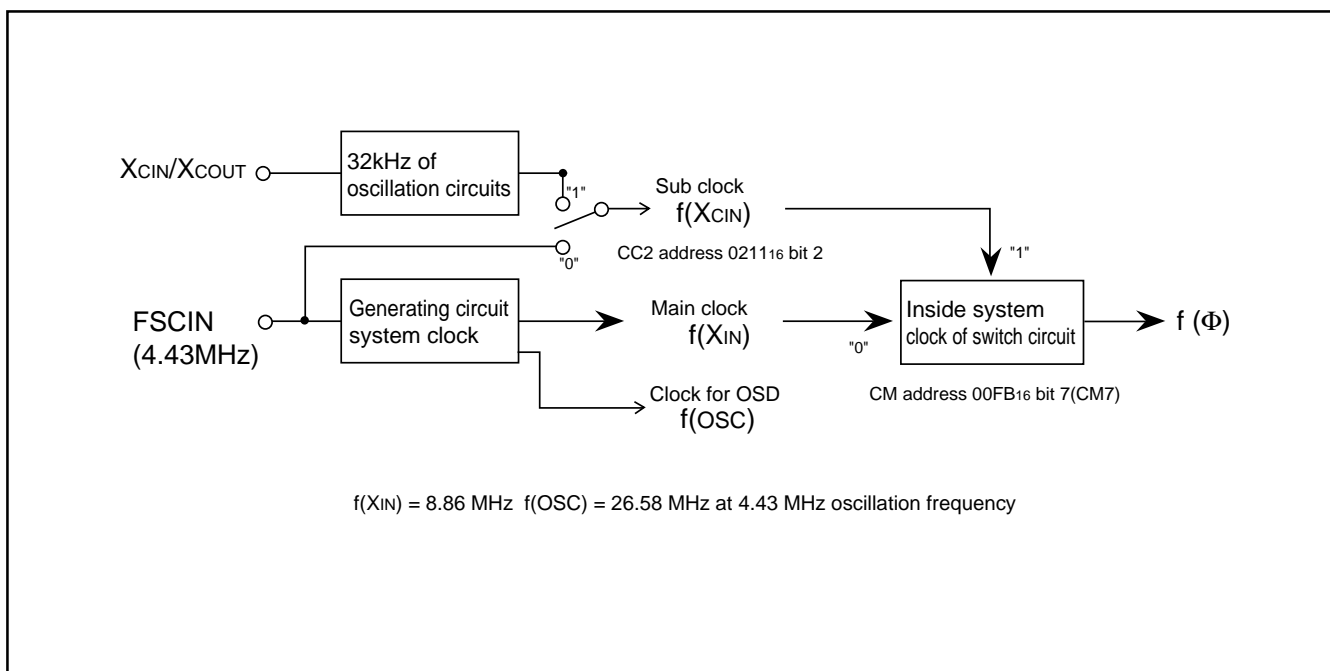 XCIN/XCOUT
32kHz of
oscillation circuits
"1"
Sub clock
f(XCIN)
"1"
"0"
CC2 address 021116 bit 2
FSCIN
(4.43MHz)
Generating circuit
system clock
Main clock
f(XIN)
"0"
Inside system
clock of switch circuit
f (Φ)
Clock for OSD
f(OSC)
CM address 00FB16 bit 7(CM7)
f(XIN) = 8.86 MHz f(OSC) = 26.58 MHz at 4.43 MHz oscillation frequency